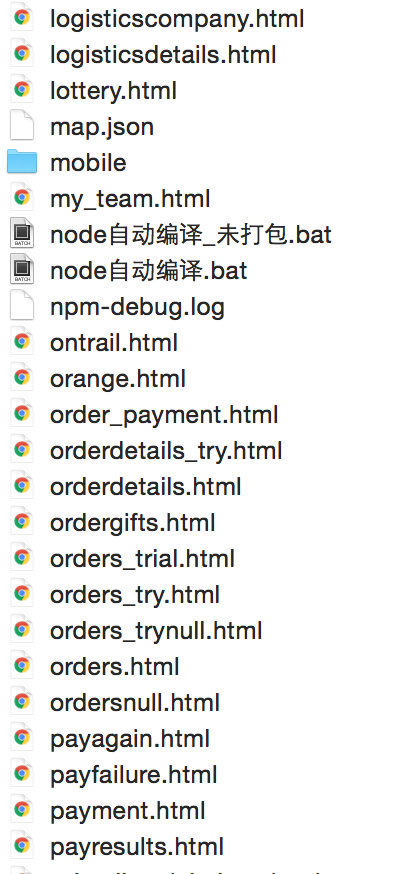 logisticscompany.html
logisticsdetails.html
lottery.html
map.json
mobile
my_team.html
node自动编译_未打包.bat
node自动编译.bat
npm-debug.log
ontrail.html
orange.html
order_payment.html
orderdetails_try.html
orderdetails.html
ordergifts.html
orders_trial.html
orders_try.html
orders_trynull.html
orders.html
ordersnull.html
payagain.html
payfailure.html
payment.html
payresults.html